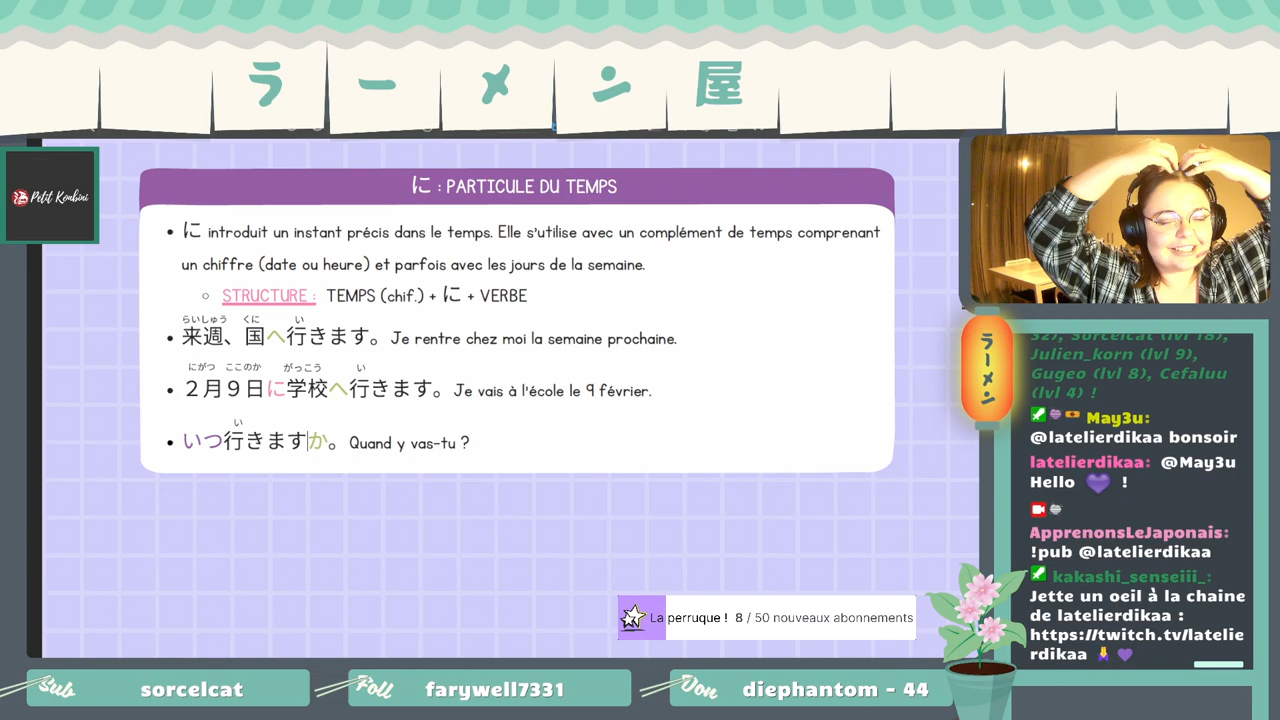 ラーメン屋
Petit Konbini
に : PARTICULE DU TEMPS
• に introduit un instant précis dans le temps. Elle s'utilise avec un complément de temps comprenant
un chiffre (date ou heure) et parfois avec les jours de la semaine.
○ STRUCTURE : TEMPS (chif.) + に + VERBE
らいしゅう くに い
• 来週、国へ行きます。 Je rentre chez moi la semaine prochaine.
にがつ ここのか がっこう い
• ２月９日に学校へ行きます。 Je vais à l'école le 9 février.
い
• いつ行きますか。 Quand y vas-tu ?
La perruque ! 8 / 50 nouveaux abonnements
ラーメン
S2), Sorcelcat (lvl 18),
Julien_korn (lvl 9),
Gugeo (lvl 8), Cefaluu
(lvl 4) !
May3u:
@latelierdikaa bonsoir
latelierdikaa: @May3u
Hello 💜 !
ApprenonsLeJaponais:
!pub @latelierdikaa
kakashi_senseiii_:
Jette un oeil à la chaine
de latelierdikaa :
https://twitch.tv/latelie
rdikaa 🙏 💜
Sub sorcelcat
Foll farywell7331
Don diephantom - 44